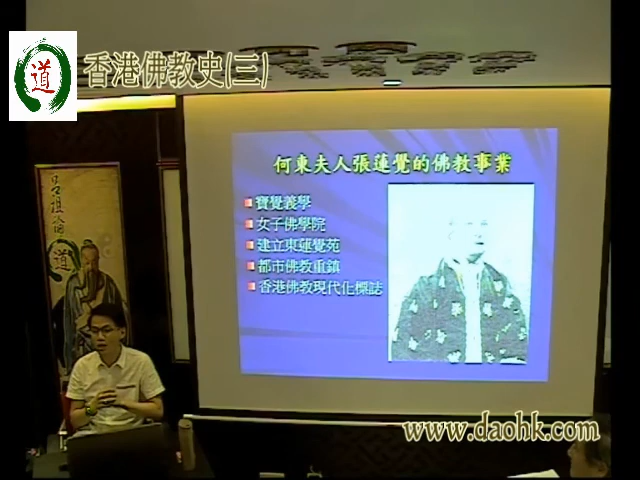 道
香港佛教史(三)
何東夫人張蓮覺的佛教事業
寶覺義學
女子佛學院
建立東蓮覺苑
都市佛教重鎮
香港佛教現代化標誌
道
www.daohk.com